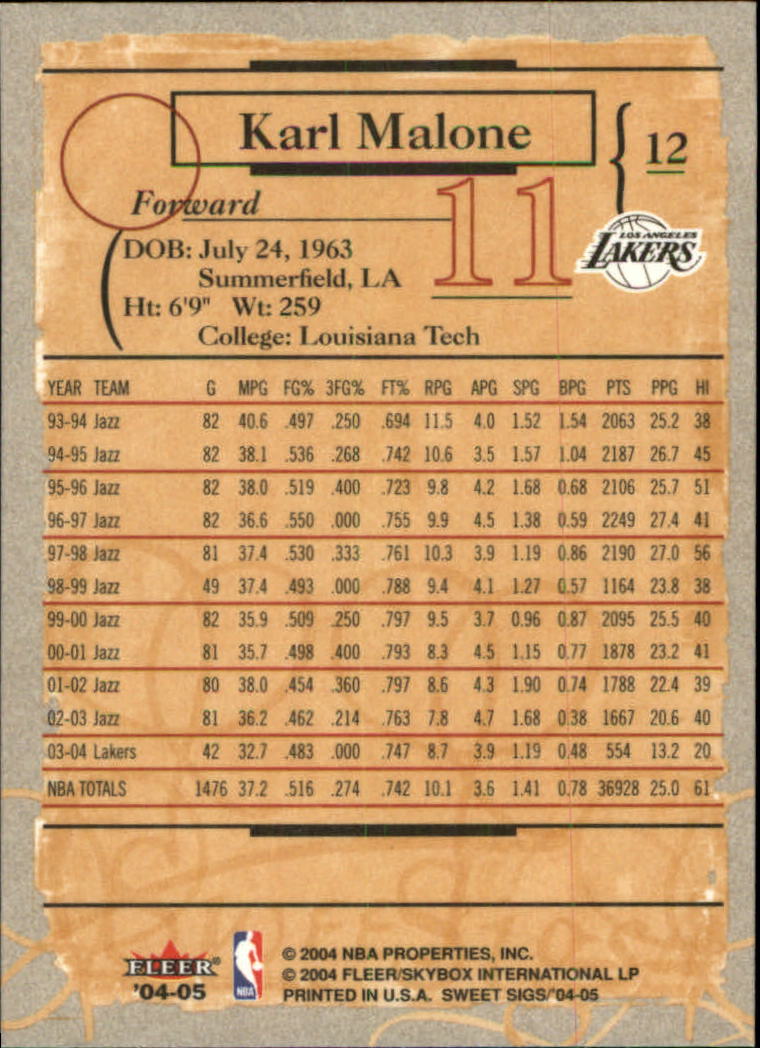 Karl Malone
12
Forward
11
LOS ANGELES
LAKERS
DOB: July 24, 1963
Summerfield, LA
Ht: 6'9" Wt: 259
College: Louisiana Tech
YEAR TEAM G MPG FG% 3FG% FT% RPG APG SPG BPG PTS PPG HI
93-94 Jazz 82 40.6 .497 .250 .694 11.5 4.0 1.52 1.54 2063 25.2 38
94-95 Jazz 82 38.1 .536 .268 .742 10.6 3.5 1.57 1.04 2187 26.7 45
95-96 Jazz 82 38.0 .519 .400 .723 9.8 4.2 1.68 0.68 2106 25.7 51
96-97 Jazz 82 36.6 .550 .000 .755 9.9 4.5 1.38 0.59 2249 27.4 41
97-98 Jazz 81 37.4 .530 .333 .761 10.3 3.9 1.19 0.86 2190 27.0 56
98-99 Jazz 49 37.4 .493 .000 .788 9.4 4.1 1.27 0.57 1164 23.8 38
99-00 Jazz 82 35.9 .509 .250 .797 9.5 3.7 0.96 0.87 2095 25.5 40
00-01 Jazz 81 35.7 .498 .400 .793 8.3 4.5 1.15 0.77 1878 23.2 41
01-02 Jazz 80 38.0 .454 .360 .797 8.6 4.3 1.90 0.74 1788 22.4 39
02-03 Jazz 81 36.2 .462 .214 .763 7.8 4.7 1.68 0.38 1667 20.6 40
03-04 Lakers 42 32.7 .483 .000 .747 8.7 3.9 1.19 0.48 554 13.2 20
NBA TOTALS 1476 37.2 .516 .274 .742 10.1 3.6 1.41 0.78 36928 25.0 61
FLEER®
'04-05
NBA
© 2004 NBA PROPERTIES, INC.
© 2004 FLEER/SKYBOX INTERNATIONAL LP
PRINTED IN U.S.A. SWEET SIGS/'04-05